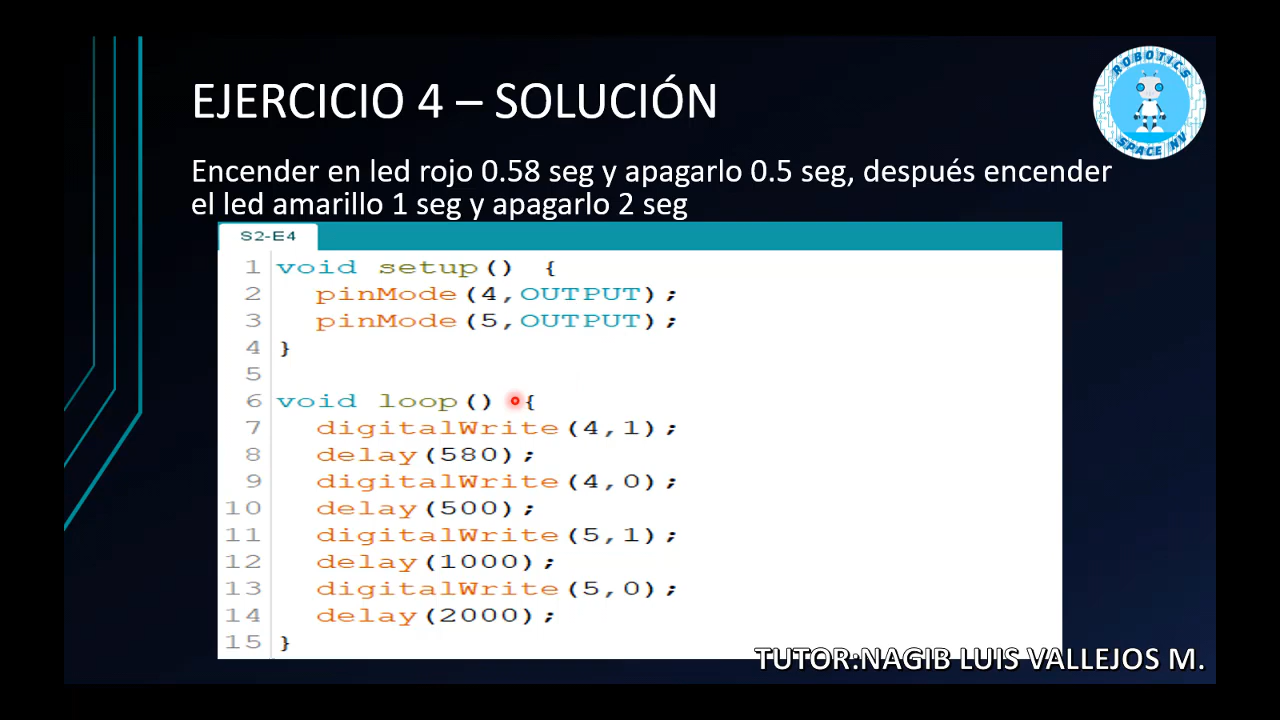 EJERCICIO 4 – SOLUCIÓN
ROBOTICS
SPACE NV
Encender en led rojo 0.58 seg y apagarlo 0.5 seg, después encender
el led amarillo 1 seg y apagarlo 2 seg
S2-E4
1 void setup() {
2 pinMode(4,OUTPUT);
3 pinMode(5,OUTPUT);
4 }
5
6 void loop() {
7 digitalWrite(4,1);
8 delay(580);
9 digitalWrite(4,0);
10 delay(500);
11 digitalWrite(5,1);
12 delay(1000);
13 digitalWrite(5,0);
14 delay(2000);
15 }
TUTOR:NAGIB LUIS VALLEJOS M.